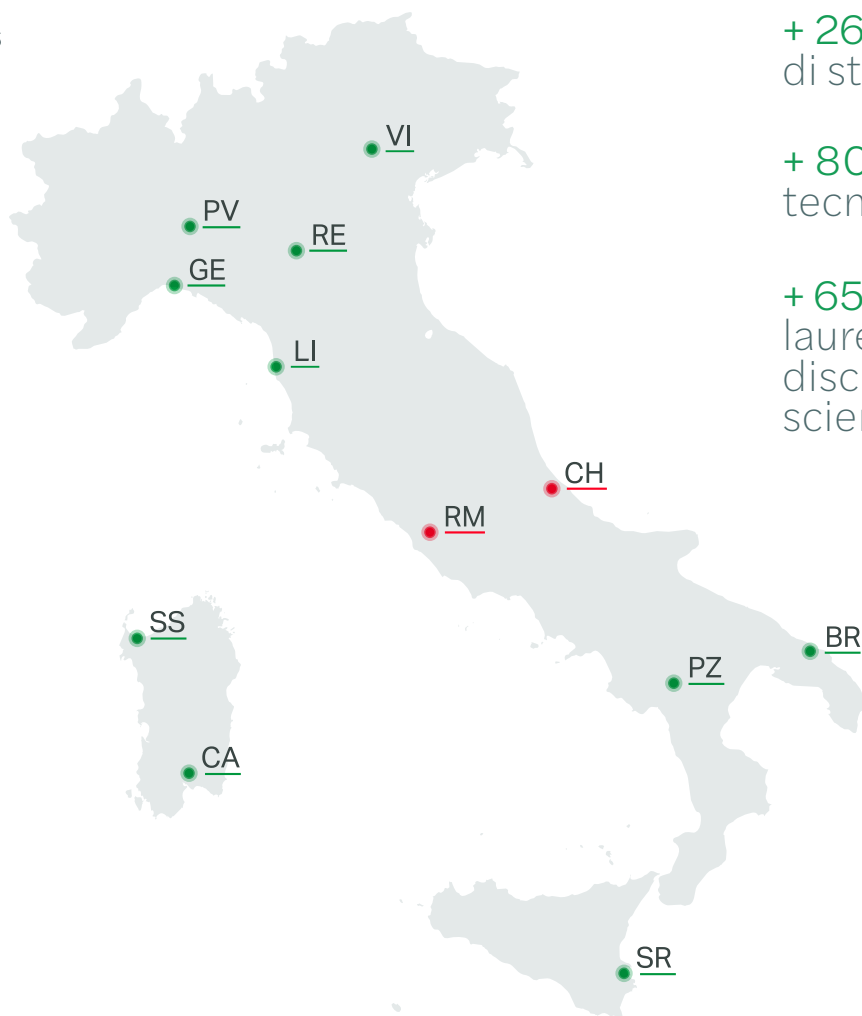 VI
PV
RE
GE
LI
CH
RM
SS
BR
PZ
CA
SR
+ 26
di st
+ 80
tecn
+ 65
laure
disc
scien